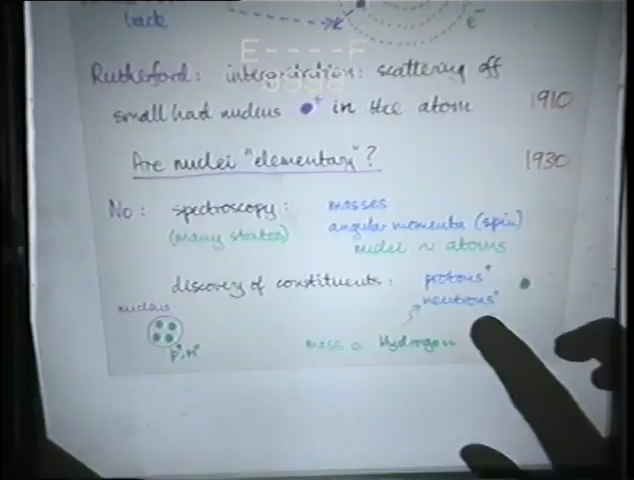 back
e⁻
E-----F
Rutherford: interpretation: scattering off
small hard nucleus + in the atom 1910
Are nuclei "elementary"? 1930
No: spectroscopy: masses
(many states) angular momenta (spin)
nuclei ~ atoms
discovery of constituents: protons⁺
nucleus neutrons⁰
p⁺, n⁰ mass ≈ Hydrogen